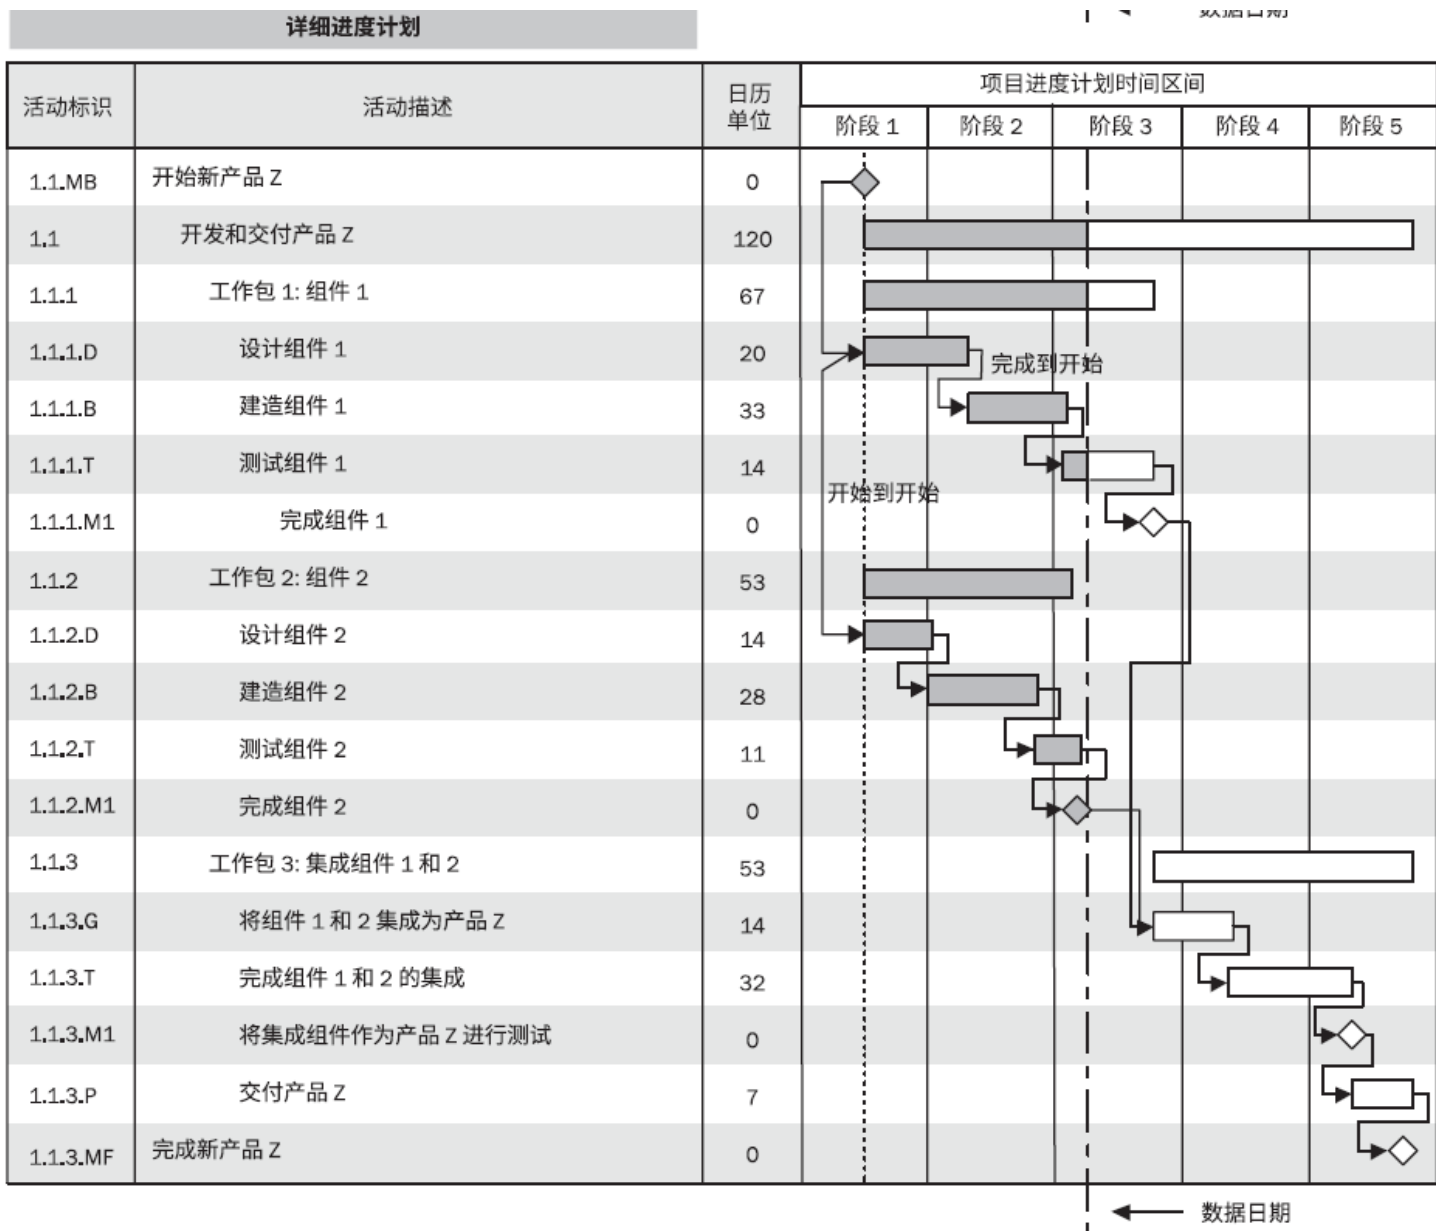 详细进度计划
数据日期
活动标识 活动描述 日历单位 项目进度计划时间区间
阶段 1 阶段 2 阶段 3 阶段 4 阶段 5
1.1.MB 开始新产品 Z 0
1.1 开发和交付产品 Z 120
1.1.1 工作包 1: 组件 1 67
1.1.1.D 设计组件 1 20
完成到开始
1.1.1.B 建造组件 1 33
1.1.1.T 测试组件 1 14
开始到开始
1.1.1.M1 完成组件 1 0
1.1.2 工作包 2: 组件 2 53
1.1.2.D 设计组件 2 14
1.1.2.B 建造组件 2 28
1.1.2.T 测试组件 2 11
1.1.2.M1 完成组件 2 0
1.1.3 工作包 3: 集成组件 1 和 2 53
1.1.3.G 将组件 1 和 2 集成为产品 Z 14
1.1.3.T 完成组件 1 和 2 的集成 32
1.1.3.M1 将集成组件作为产品 Z 进行测试 0
1.1.3.P 交付产品 Z 7
1.1.3.MF 完成新产品 Z 0
数据日期